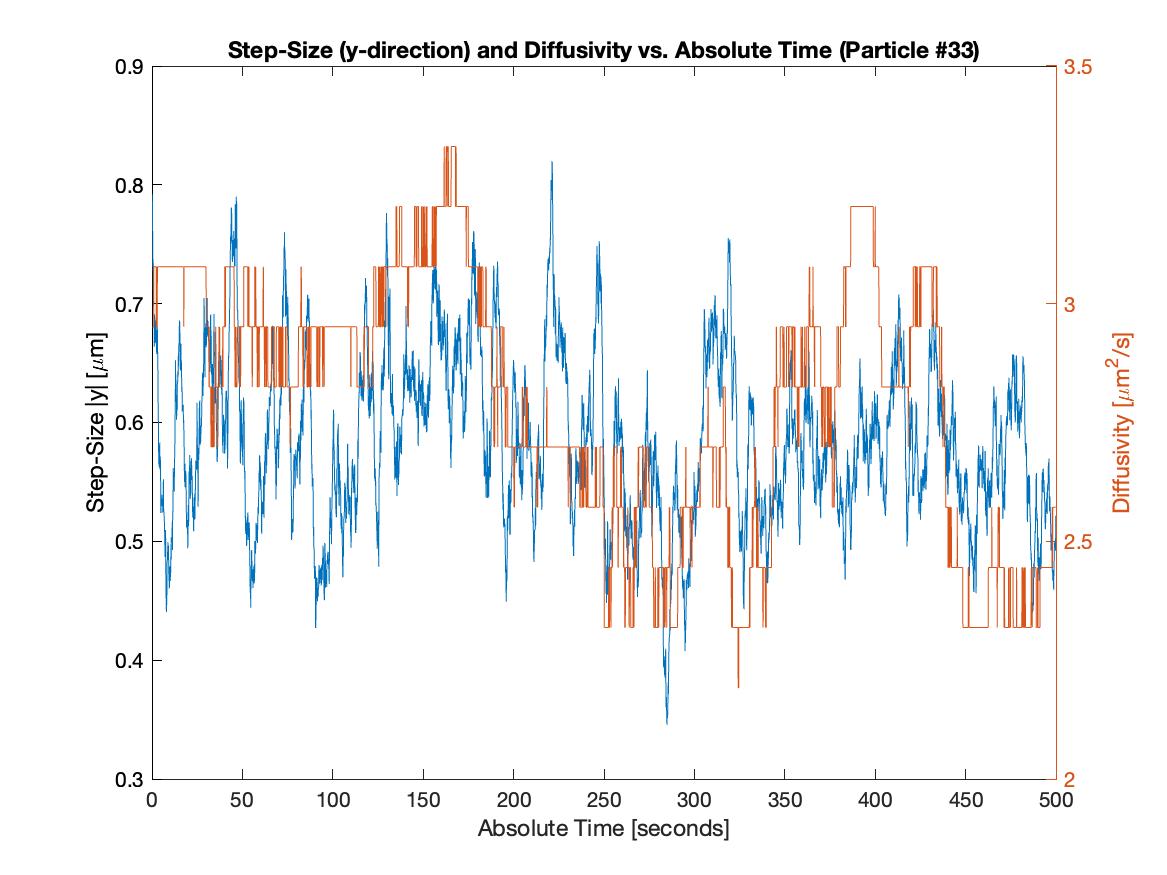 Step-Size (y-direction) and Diffusivity vs. Absolute Time (Particle #33)
0.9
0.8
0.7
0.6
0.5
0.4
0.3
Step-Size |y| [μm]
3.5
3
2.5
2
Diffusivity [μm²/s]
0 50 100 150 200 250 300 350 400 450 500
Absolute Time [seconds]